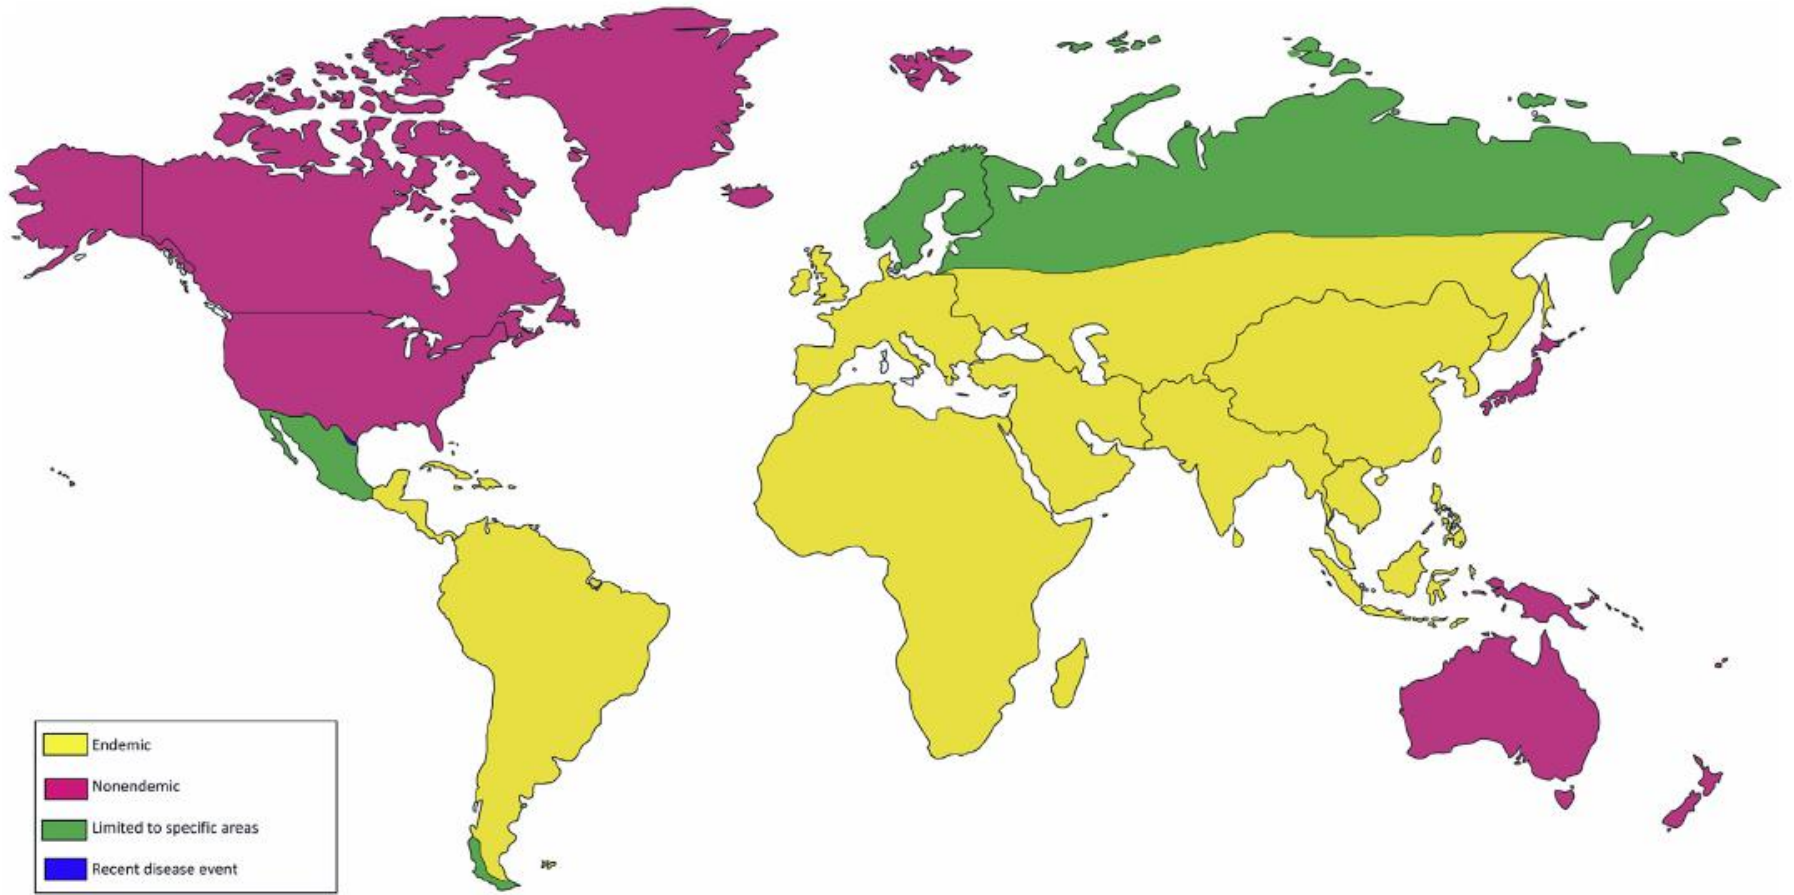 Endemic
Nonendemic
Limited to specific areas
Recent disease event